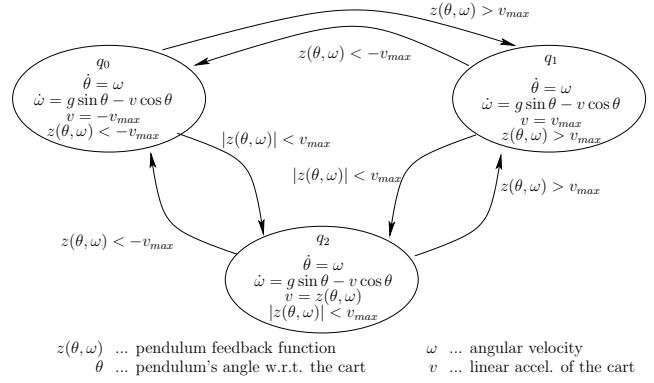 z(θ, ω) > v_max
z(θ, ω) < −v_max
q_0
θ̇ = ω
ω̇ = g sin θ − v cos θ
v = −v_max
z(θ, ω) < −v_max
q_1
θ̇ = ω
ω̇ = g sin θ − v cos θ
v = v_max
z(θ, ω) > v_max
|z(θ, ω)| < v_max
|z(θ, ω)| < v_max
z(θ, ω) > v_max
z(θ, ω) < −v_max
q_2
θ̇ = ω
ω̇ = g sin θ − v cos θ
v = z(θ, ω)
|z(θ, ω)| < v_max
z(θ, ω) ... pendulum feedback function
ω ... angular velocity
θ ... pendulum's angle w.r.t. the cart
v ... linear accel. of the cart